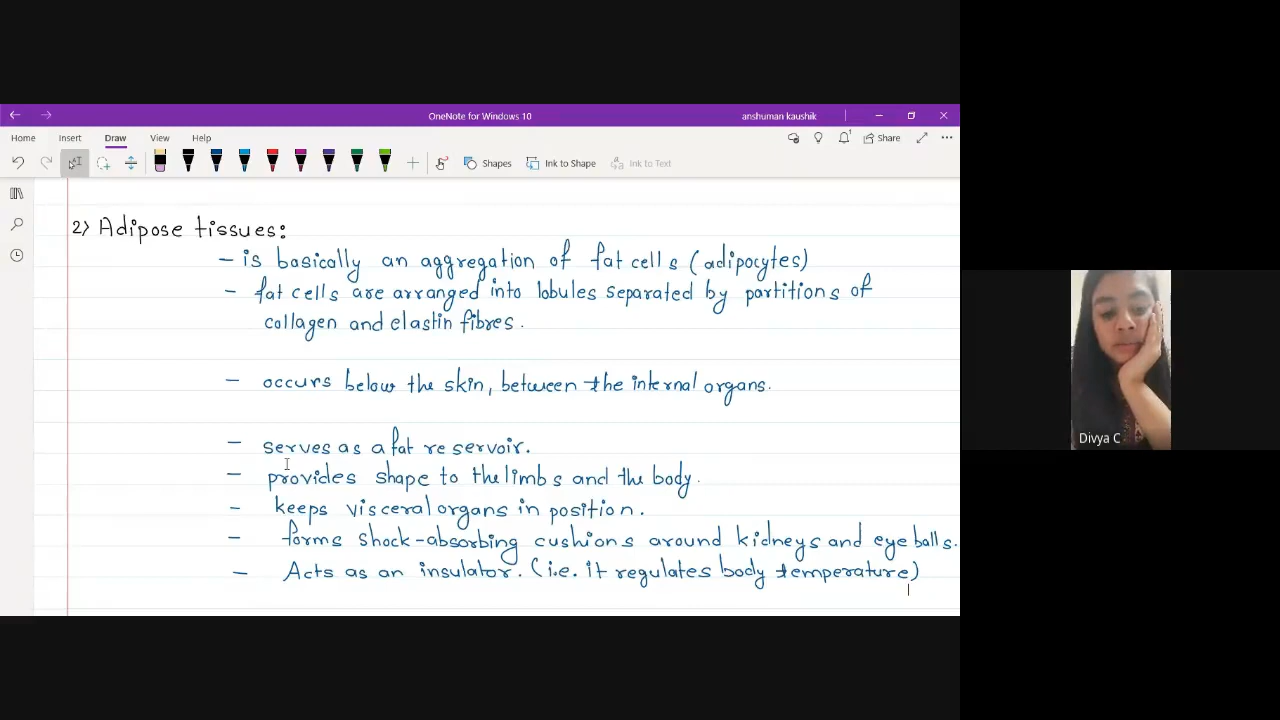 OneNote for Windows 10
anshuman kaushik
Home Insert Draw View Help
Share
Shapes Ink to Shape Ink to Text
2) Adipose tissues:
- is basically an aggregation of fat cells (adipocytes)
- fat cells are arranged into lobules separated by partitions of
collagen and elastin fibres.
- occurs below the skin, between the internal organs.
- serves as a fat reservoir.
- provides shape to the limbs and the body.
- keeps visceral organs in position.
- forms shock-absorbing cushions around kidneys and eye balls.
- Acts as an insulator. (i.e. it regulates body temperature)
Divya C